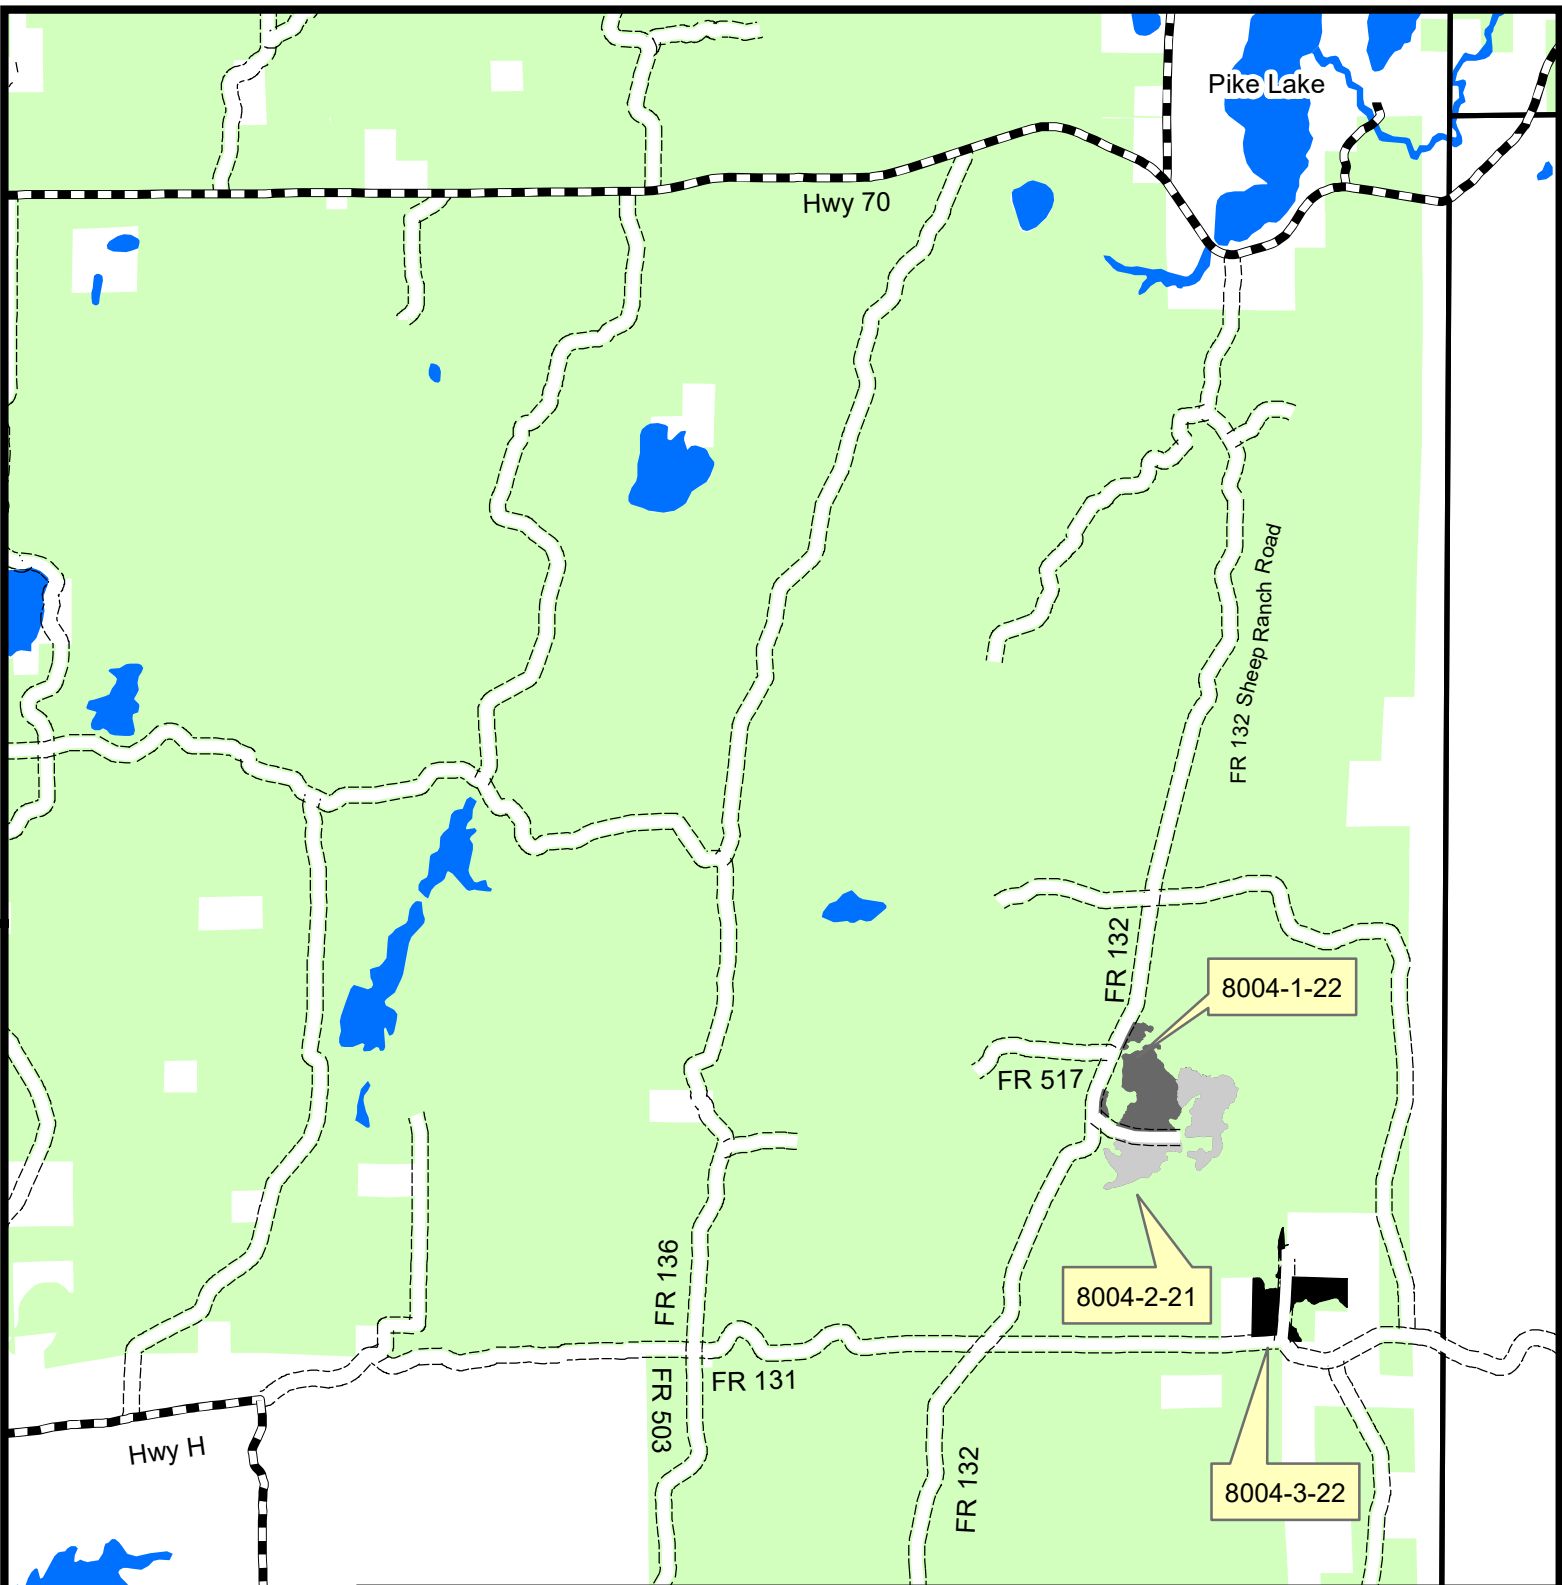 Pike Lake
Hwy 70
FR 132 Sheep Ranch Road
FR 132
8004-1-22
FR 517
FR 136
8004-2-21
FR 131
FR 503
Hwy H
FR 132
8004-3-22